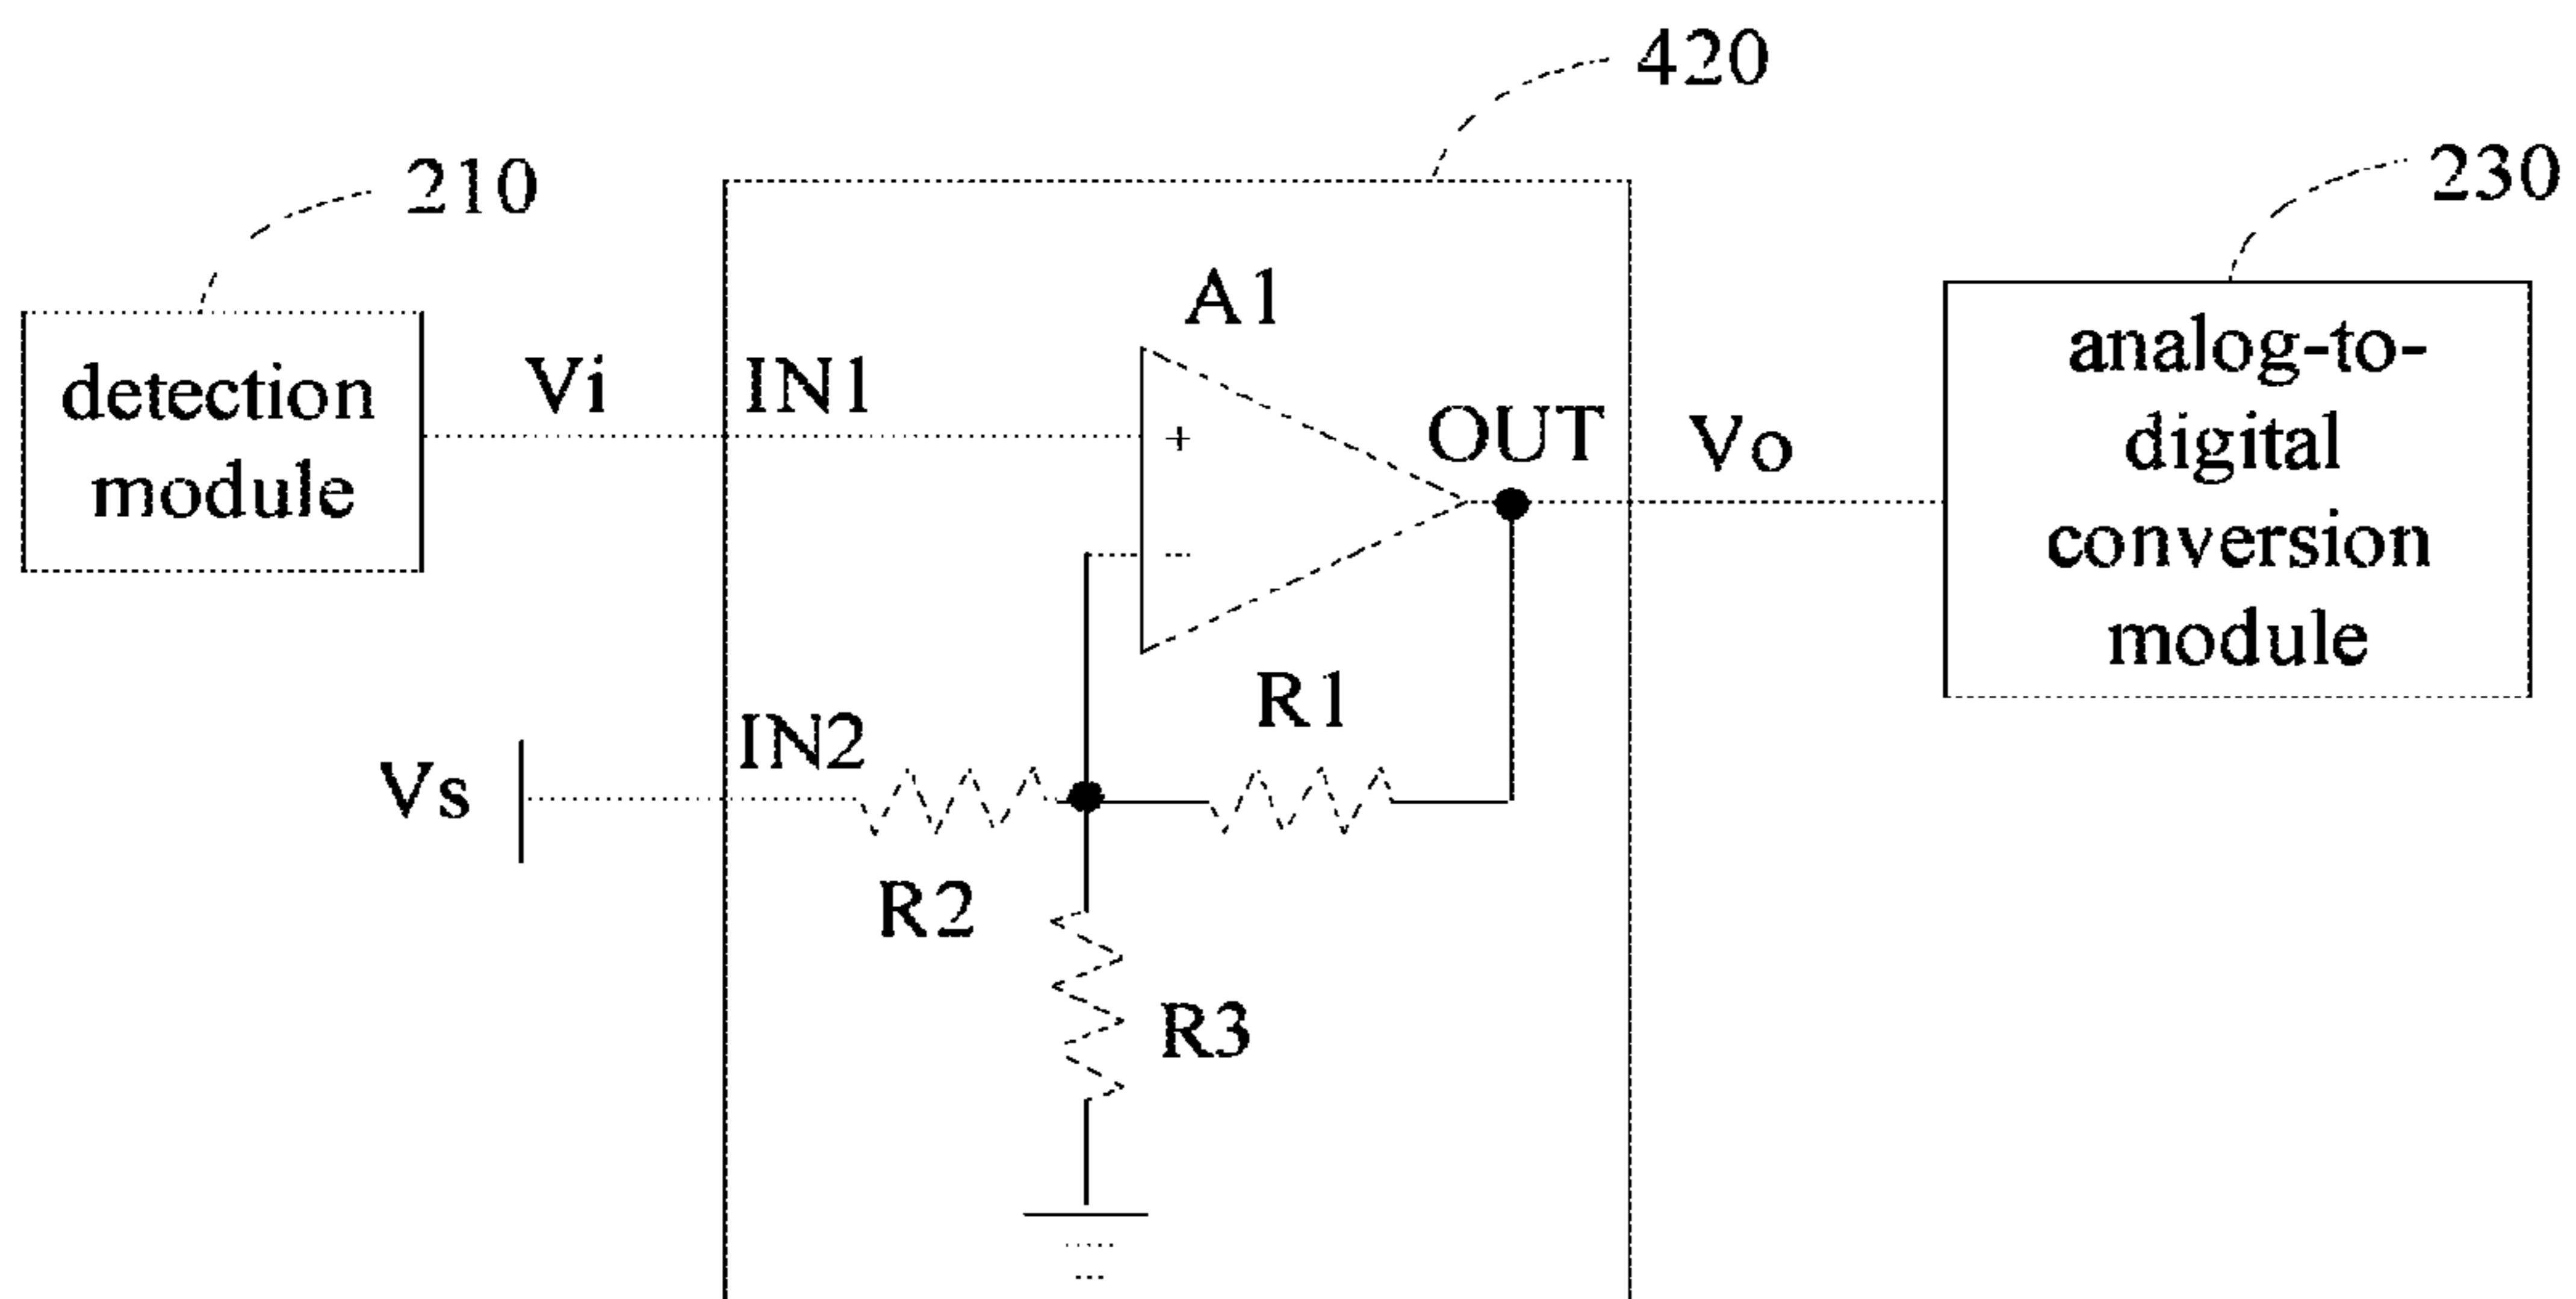 420
210
230
A1
detection
module
Vi
IN1
+
-
OUT
Vo
analog-to-
digital
conversion
module
R1
IN2
Vs
R2
R3